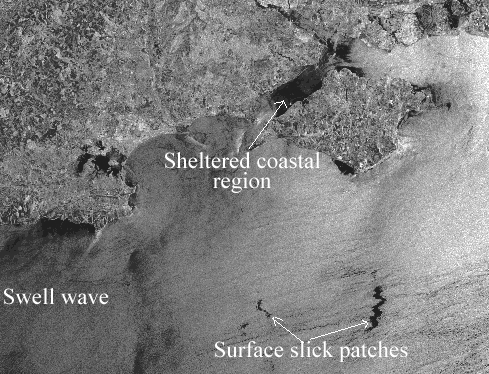 Sheltered coastal
region
Swell wave
Surface slick patches